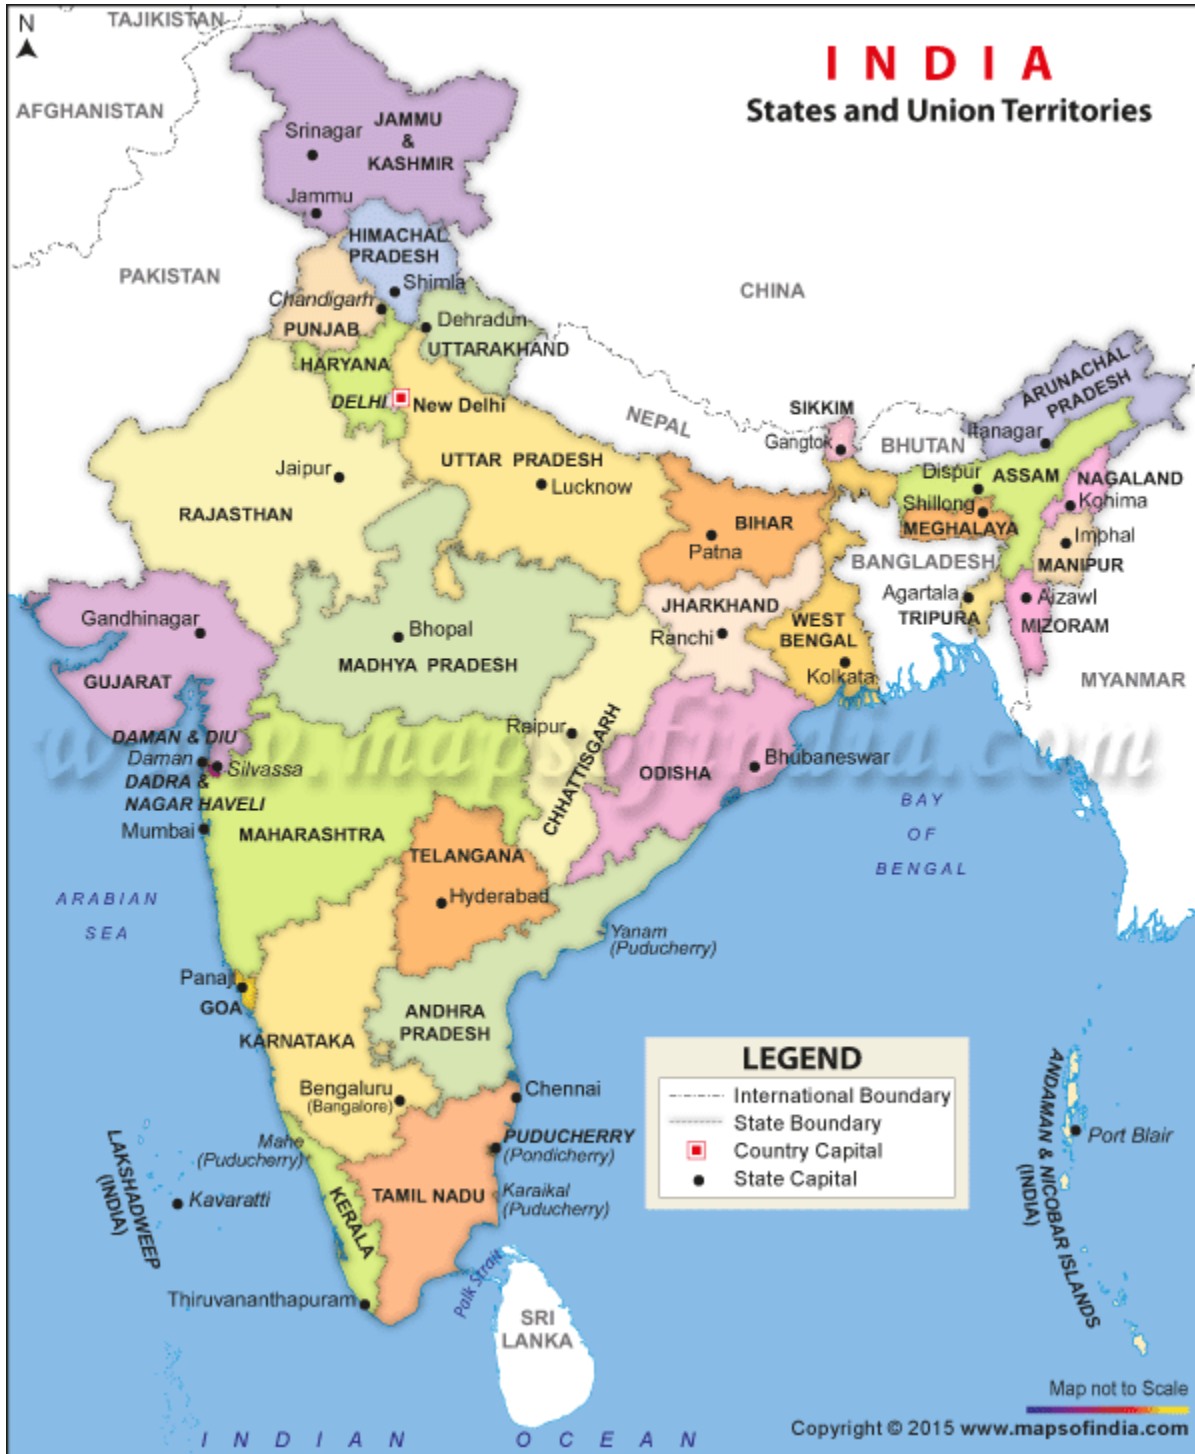 N
TAJIKISTAN
INDIA
States and Union Territories
AFGHANISTAN
JAMMU
&
KASHMIR
Srinagar
Jammu
HIMACHAL
PRADESH
PAKISTAN
Shimla
CHINA
Chandigarh
PUNJAB
Dehradun
UTTARAKHAND
HARYANA
DELHI
New Delhi
ARUNACHAL
PRADESH
SIKKIM
NEPAL
Gangtok
BHUTAN
Itanagar
UTTAR PRADESH
Lucknow
Jaipur
RAJASTHAN
Dispur
ASSAM
NAGALAND
Kohima
Shillong
MEGHALAYA
BIHAR
Patna
Imphal
MANIPUR
BANGLADESH
Agartala
TRIPURA
Aizawl
MIZORAM
JHARKHAND
Ranchi
WEST
BENGAL
Kolkata
Gandhinagar
GUJARAT
Bhopal
MADHYA PRADESH
MYANMAR
www.mapsofindia.com
Raipur
CHHATTISGARH
ODISHA
Bhubaneswar
DAMAN & DIU
Daman
Silvassa
DADRA &
NAGAR HAVELI
Mumbai
MAHARASHTRA
BAY
OF
BENGAL
TELANGANA
Hyderabad
ARABIAN
SEA
Yanam
(Puducherry)
Panaji
GOA
KARNATAKA
ANDHRA
PRADESH
Bengaluru
(Bangalore)
Chennai
LEGEND
International Boundary
State Boundary
Country Capital
State Capital
Mahe
(Puducherry)
PUDUCHERRY
(Pondicherry)
Karaikal
(Puducherry)
TAMIL NADU
KERALA
LAKSHADWEEP
(INDIA)
Kavaratti
ANDAMAN & NICOBAR ISLANDS
(INDIA)
Port Blair
Thiruvananthapuram
Palk Strait
SRI
LANKA
Map not to Scale
Copyright © 2015 www.mapsofindia.com
INDIAN OCEAN